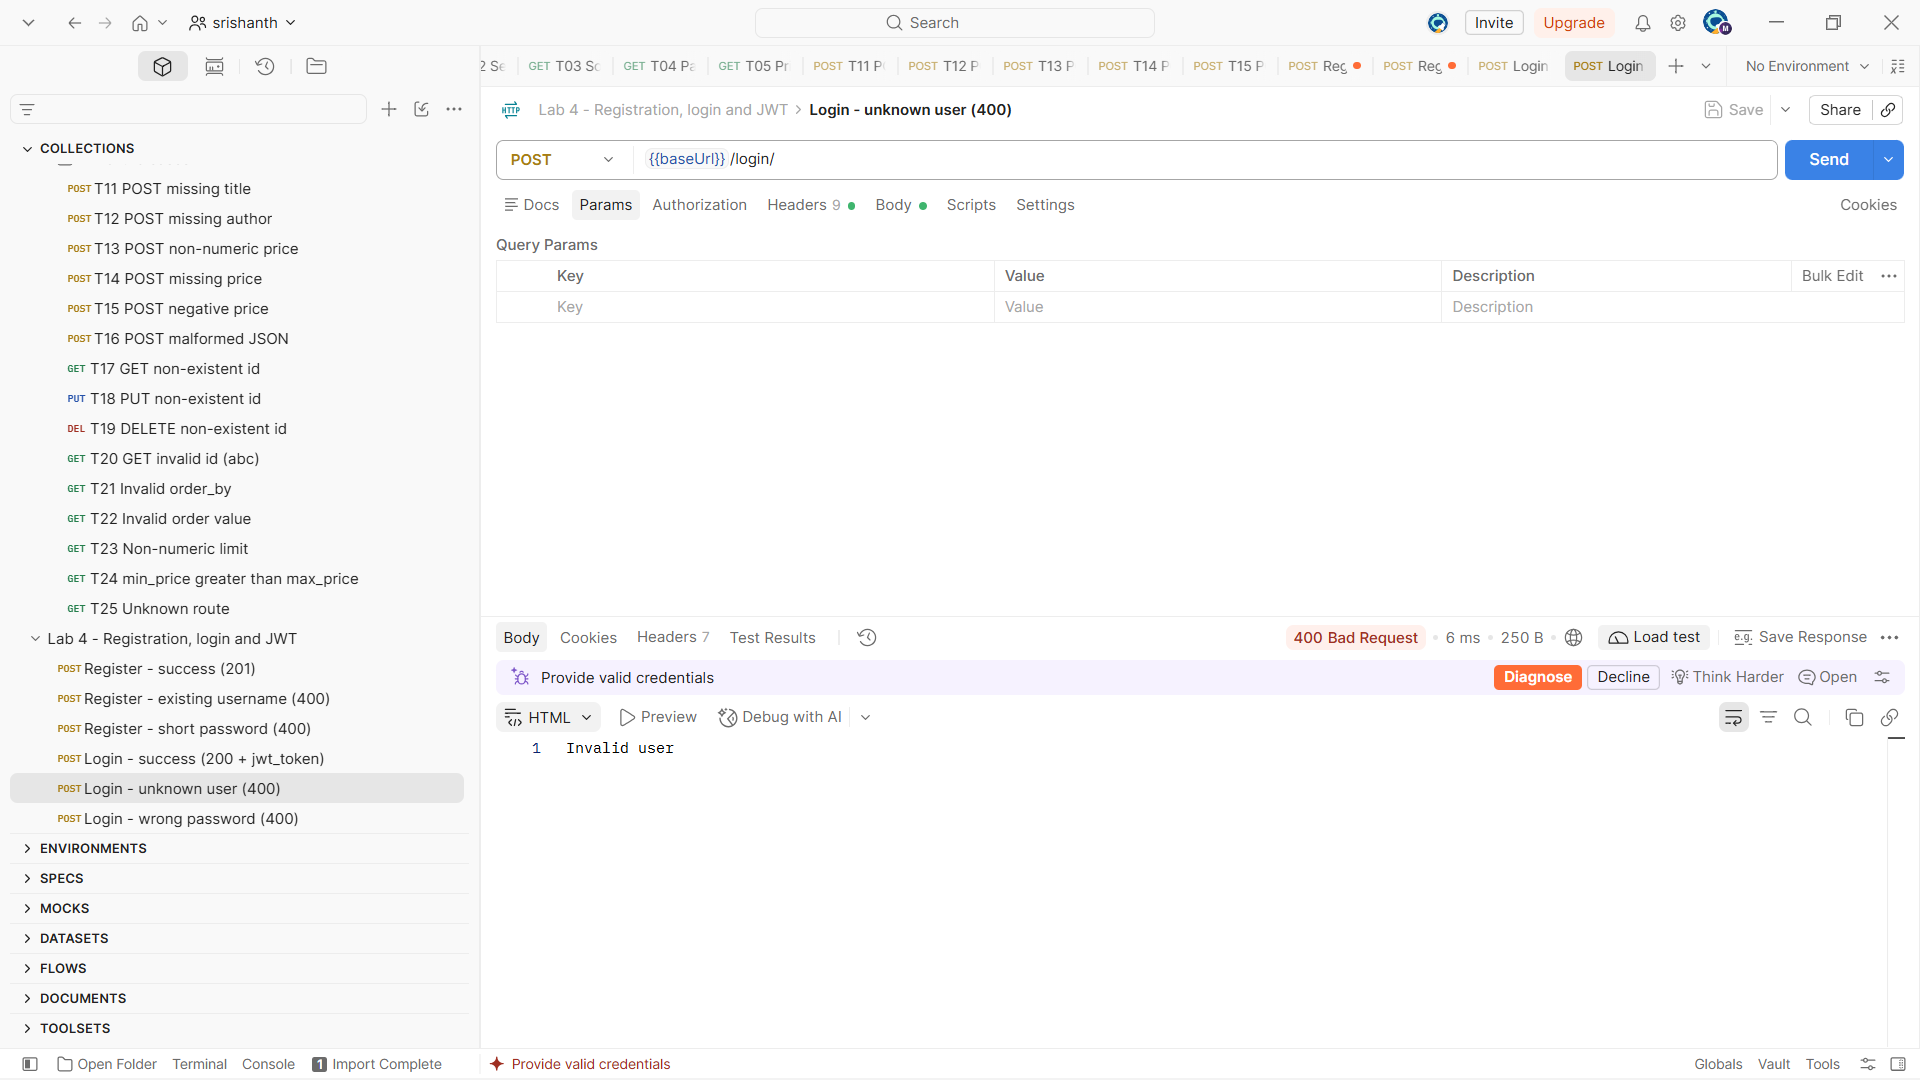 srishanth
Search
Invite
Upgrade
2 Se
GET T03 Sc
GET T04 Pa
GET T05 Pr
POST T11 P
POST T12 P
POST T13 P
POST T14 P
POST T15 P
POST Reg
POST Reg
POST Login
POST Login
No Environment
Lab 4 - Registration, login and JWT > Login - unknown user (400)
Save
Share
COLLECTIONS
POST T11 POST missing title
POST T12 POST missing author
POST T13 POST non-numeric price
POST T14 POST missing price
POST T15 POST negative price
POST T16 POST malformed JSON
GET T17 GET non-existent id
PUT T18 PUT non-existent id
DEL T19 DELETE non-existent id
GET T20 GET invalid id (abc)
GET T21 Invalid order_by
GET T22 Invalid order value
GET T23 Non-numeric limit
GET T24 min_price greater than max_price
GET T25 Unknown route
Lab 4 - Registration, login and JWT
POST Register - success (201)
POST Register - existing username (400)
POST Register - short password (400)
POST Login - success (200 + jwt_token)
POST Login - unknown user (400)
POST Login - wrong password (400)
ENVIRONMENTS
SPECS
MOCKS
DATASETS
FLOWS
DOCUMENTS
TOOLSETS
POST {{baseUrl}} /login/
Send
Docs Params Authorization Headers 9 Body Scripts Settings Cookies
Query Params
Key Value Description Bulk Edit
Key Value Description
Body Cookies Headers 7 Test Results
400 Bad Request • 6 ms • 250 B
Load test
e.g. Save Response
Provide valid credentials
Diagnose Decline Think Harder Open
HTML Preview Debug with AI
1 Invalid user
Open Folder Terminal Console 1 Import Complete
Provide valid credentials
Globals Vault Tools